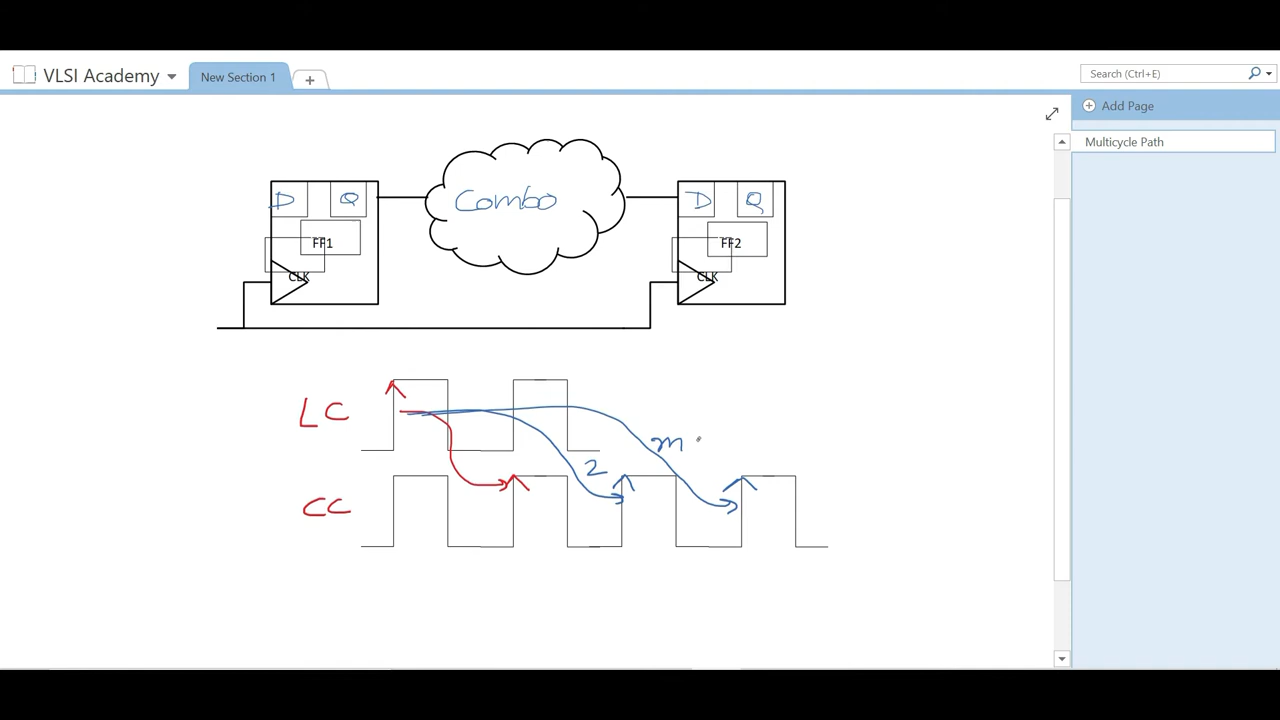 VLSI Academy
New Section 1
+
Search (Ctrl+E)
Add Page
Multicycle Path
D Q
Combo
D Q
FF1
FF2
CLK
CLK
LC
m
2
CC